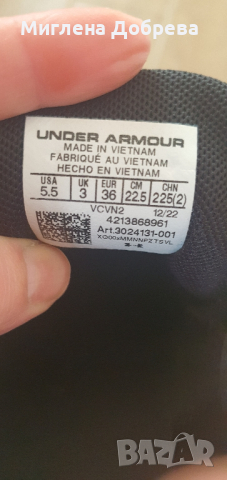 Миглена Добрева
UNDER ARMOUR
MADE IN VIETNAM
FABRIQUÉ AU VIETNAM
HECHO EN VIETNAM
USA UK EUR CM CHN
5.5 3 36 22.5 225(2)
VCVN2 12/22
4213868961
Art.3024131-001
BAZAR